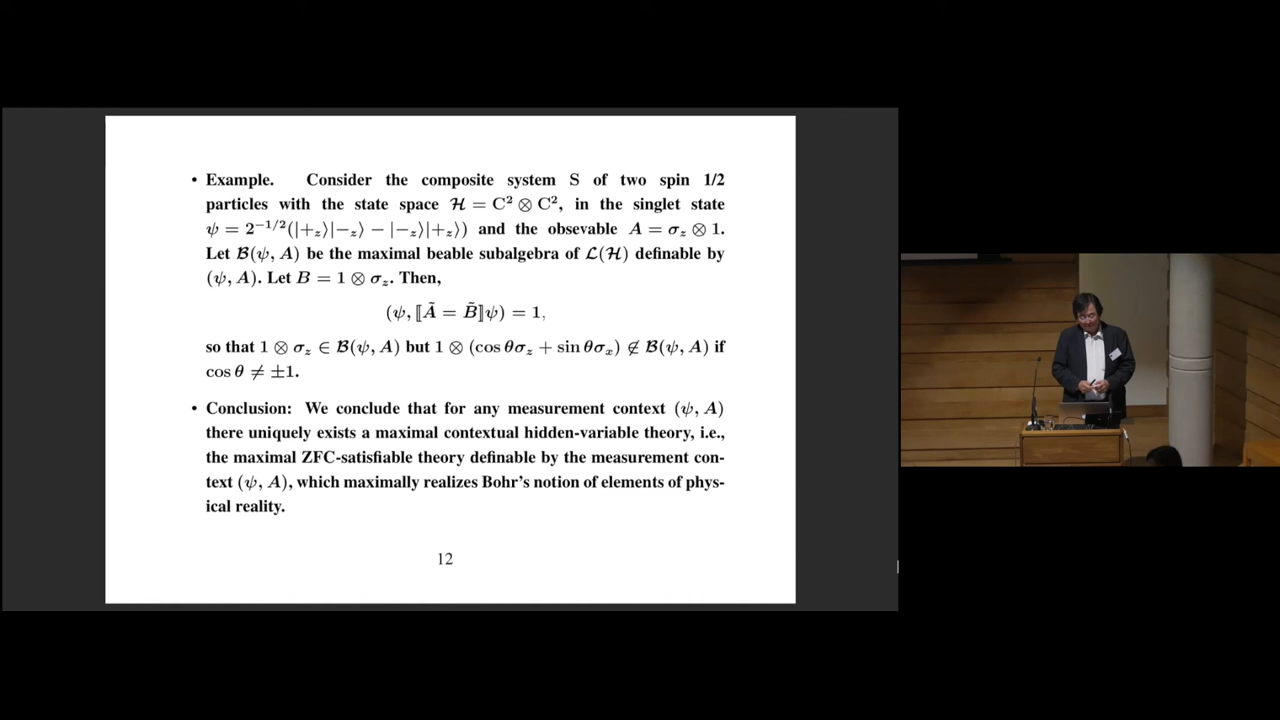 • Example. Consider the composite system S of two spin 1/2
particles with the state space ℋ = C² ⊗ C², in the singlet state
ψ = 2^{−1/2}(|+_z⟩|−_z⟩ − |−_z⟩|+_z⟩) and the obsevable A = σ_z ⊗ 1.
Let ℬ(ψ, A) be the maximal beable subalgebra of ℒ(ℋ) definable by
(ψ, A). Let B = 1 ⊗ σ_z. Then,
(ψ, ⟦Ã = B̃⟧ψ) = 1,
so that 1 ⊗ σ_z ∈ ℬ(ψ, A) but 1 ⊗ (cos θσ_z + sin θσ_x) ∉ ℬ(ψ, A) if
cos θ ≠ ±1.
• Conclusion: We conclude that for any measurement context (ψ, A)
there uniquely exists a maximal contextual hidden-variable theory, i.e.,
the maximal ZFC-satisfiable theory definable by the measurement con-
text (ψ, A), which maximally realizes Bohr's notion of elements of phys-
ical reality.
12